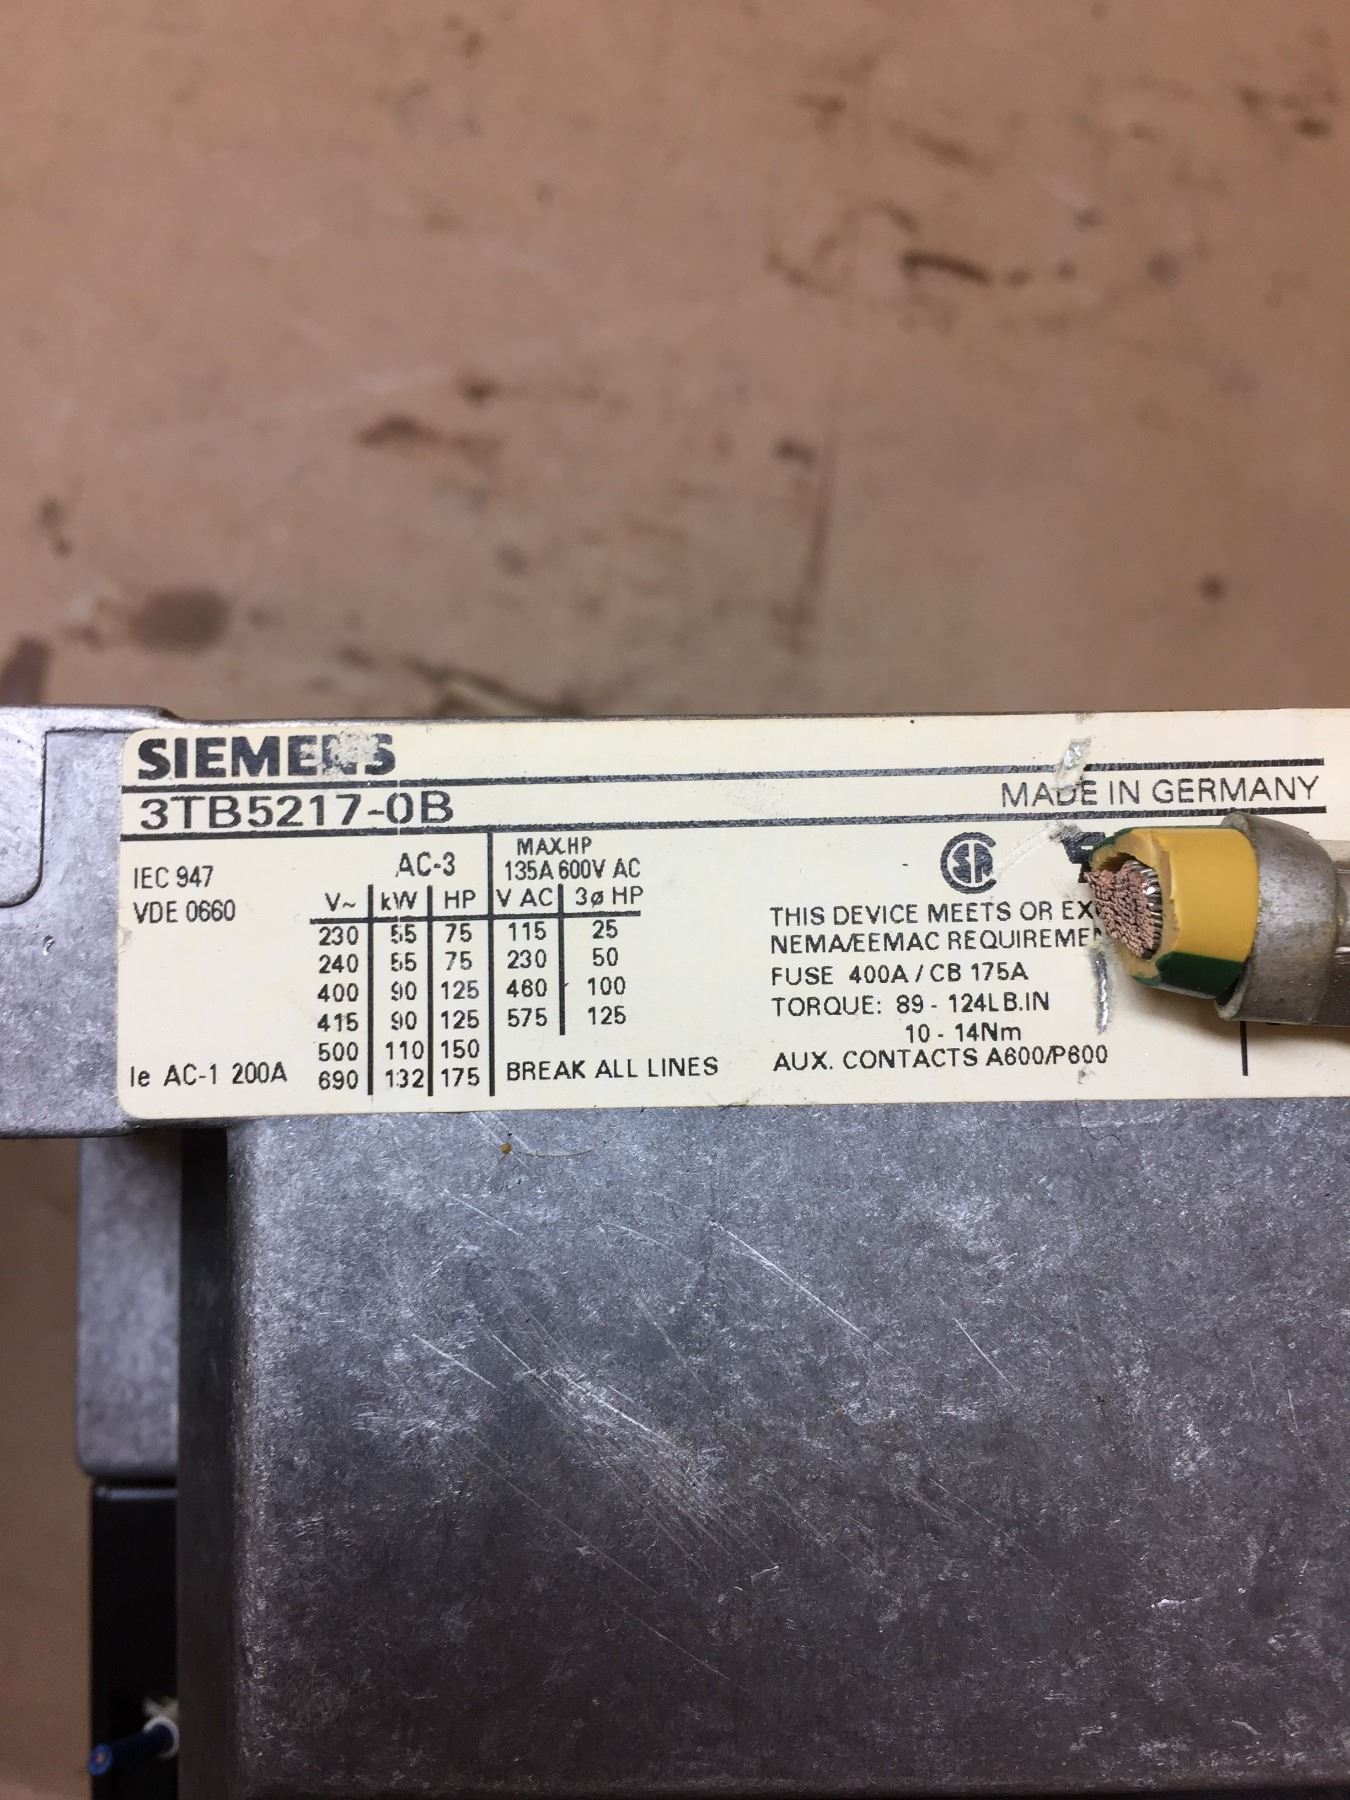 SIEMENS
3TB5217-0B
MADE IN GERMANY
IEC 947
VDE 0660
Ie AC-1 200A
AC-3
V~ kW HP
230 55 75
240 55 75
400 90 125
415 90 125
500 110 150
690 132 175
MAX.HP
135A 600V AC
V AC 3ø HP
115 25
230 50
460 100
575 125
BREAK ALL LINES
SA
THIS DEVICE MEETS OR
NEMA/EEMAC
FUSE 400A / CB 175A
TORQUE: 89 - 124LB.IN
10 - 14Nm
AUX. CONTACTS A600/P600